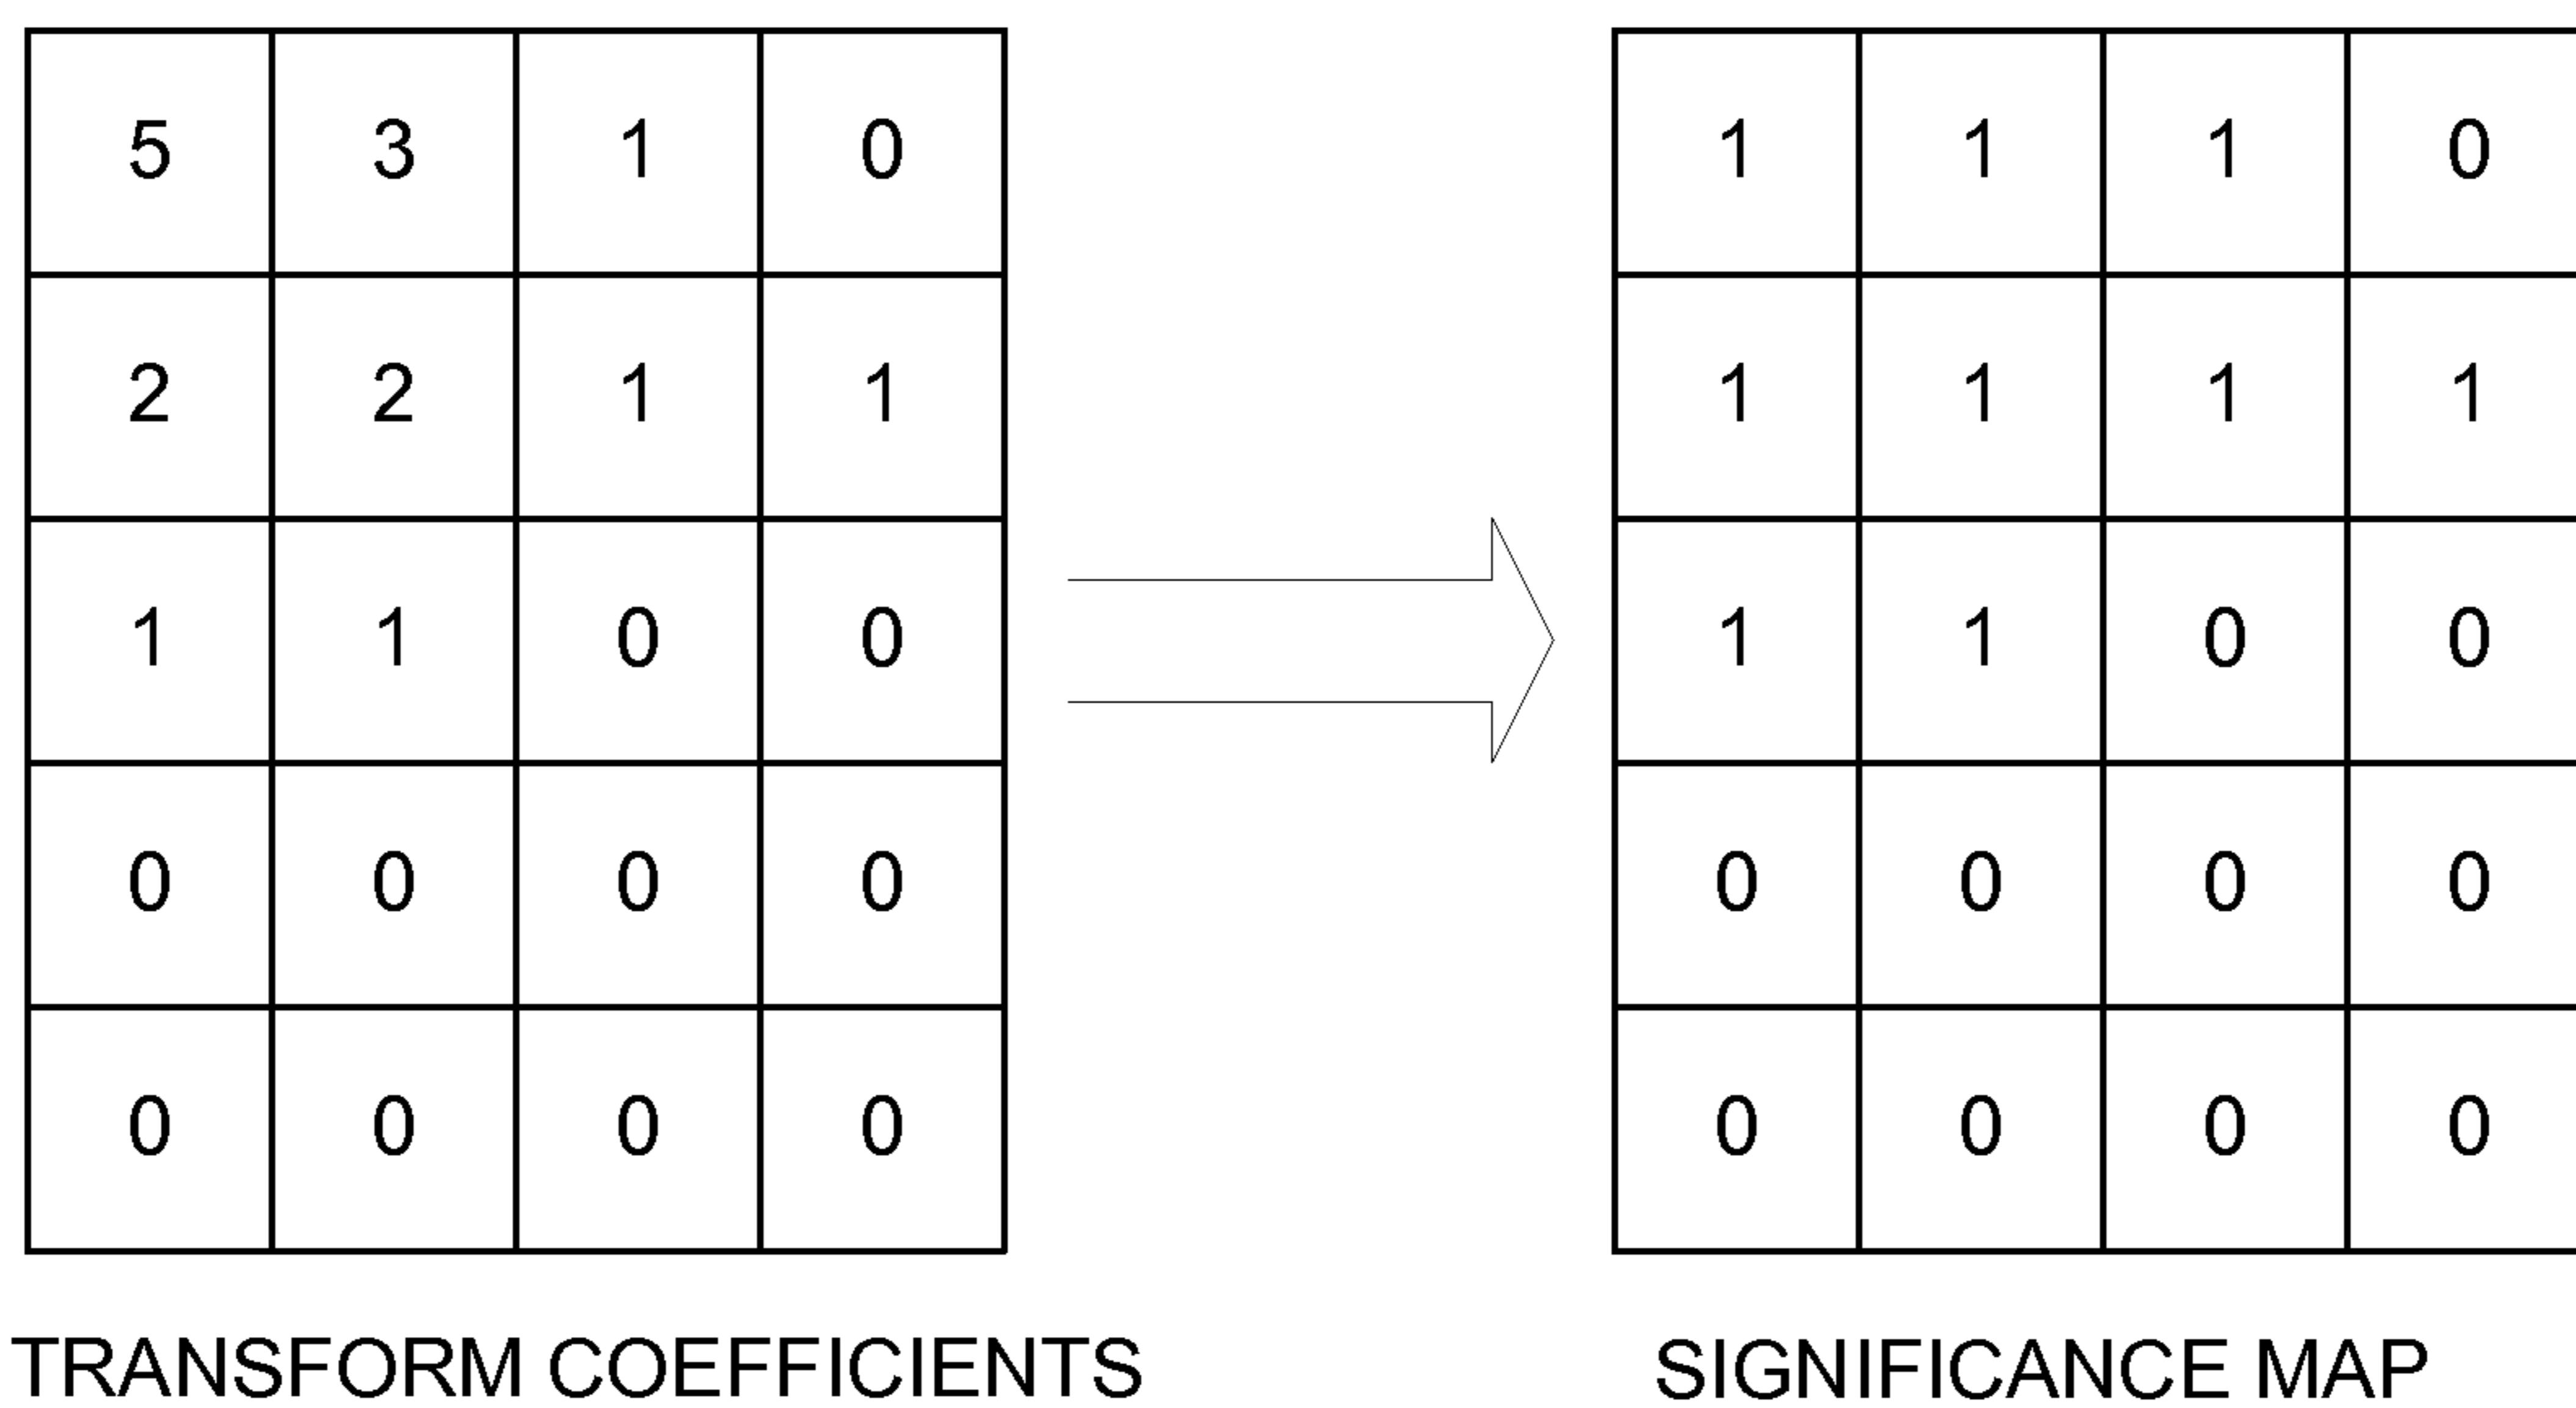 5 3 1 0 1 1 1 0
2 2 1 1 1 1 1 1
1 1 0 0 1 1 0 0
0 0 0 0 0 0 0 0
0 0 0 0 0 0 0 0
TRANSFORM COEFFICIENTS SIGNIFICANCE MAP